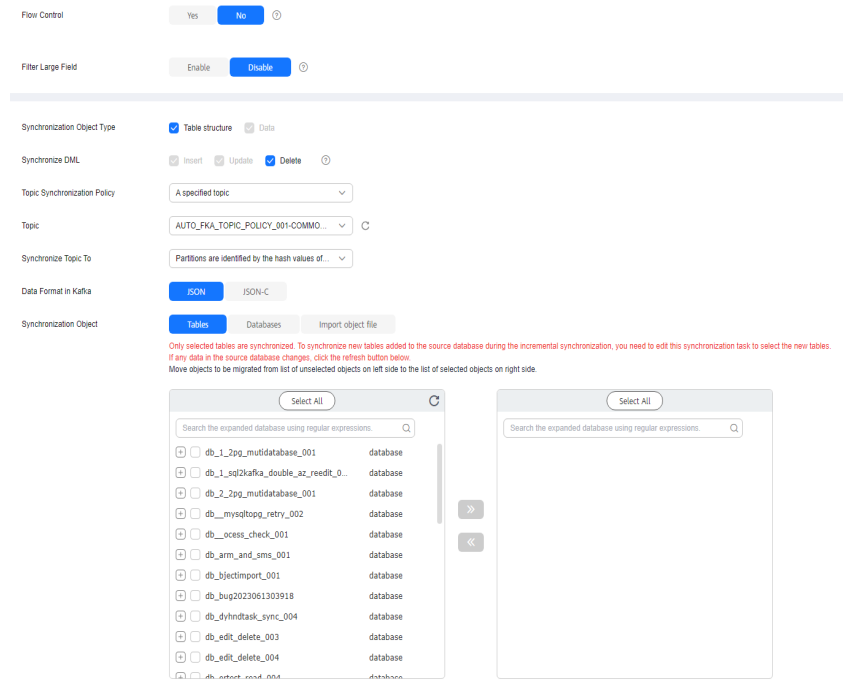 Flow Control Yes No
Filter Large Field Enable Disable
Synchronization Object Type Table structure Data
Synchronize DML Insert Update Delete
Topic Synchronization Policy A specified topic
Topic AUTO_FKA_TOPIC_POLICY_001-COMMO...
Synchronize Topic To Partitions are identified by the hash values of...
Data Format in Kafka JSON JSON-C
Synchronization Object Tables Databases Import object file
Only selected tables are synchronized. To synchronize new tables added to the source database during the incremental synchronization, you need to edit this synchronization task to select the new tables.
If any data in the source database changes, click the refresh button below.
Move objects to be migrated from list of unselected objects on left side to the list of selected objects on right side.
Select All Select All
Search the expanded database using regular expressions. Search the expanded database using regular expressions.
db_1_2pg_mutidatabase_001 database
db_1_sql2kafka_double_az_reedit_0... database
db_2_2pg_mutidatabase_001 database
db__mysqltopg_retry_002 database
db__ocess_check_001 database
db_arm_and_sms_001 database
db_bjectimport_001 database
db_bug2023061303918 database
db_dyhndtask_sync_004 database
db_edit_delete_003 database
db_edit_delete_004 database
database